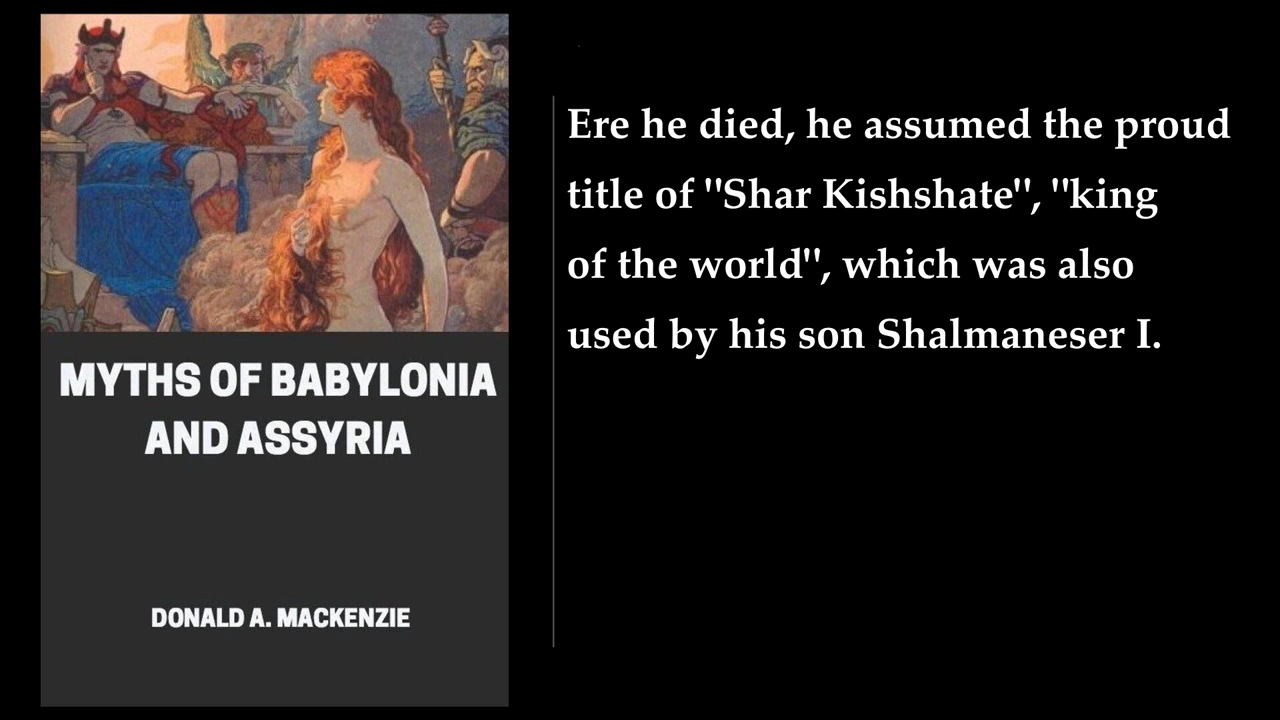 MYTHS OF BABYLONIA
AND ASSYRIA
DONALD A. MACKENZIE
Ere he died, he assumed the proud
title of "Shar Kishshate", "king
of the world", which was also
used by his son Shalmaneser I.